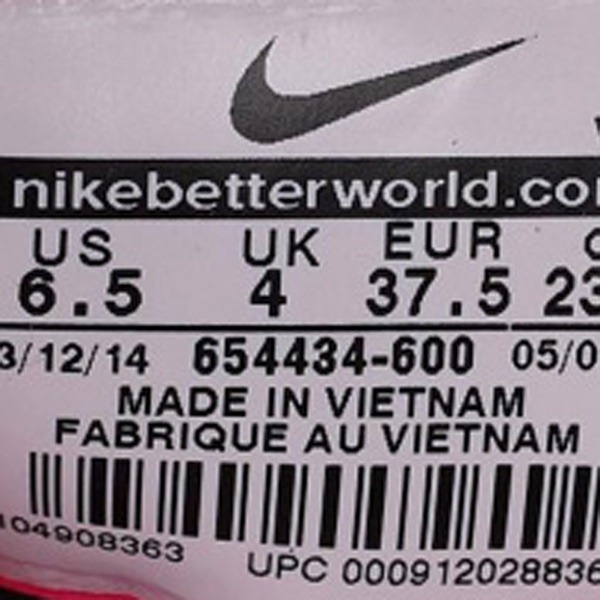 nikebetterworld.co
US UK EUR
6.5 4 37.5 23
3/12/14 654434-600 05/0
MADE IN VIETNAM
FABRIQUE AU VIETNAM
104908363
UPC 000912028836